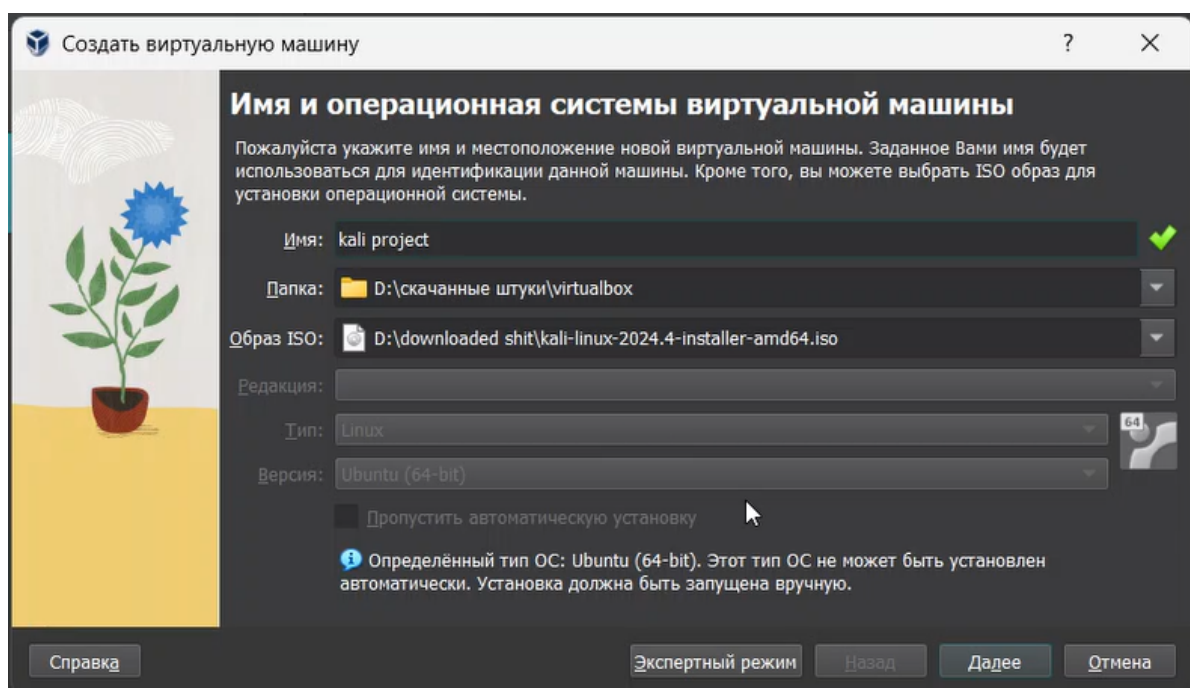 Создать виртуальную машину
?
Имя и операционная системы виртуальной машины
Пожалуйста укажите имя и местоположение новой виртуальной машины. Заданное Вами имя будет
использоваться для идентификации данной машины. Кроме того, вы можете выбрать ISO образ для
установки операционной системы.
Имя: kali project
Папка: D:\скачанные штуки\virtualbox
Образ ISO: D:\downloaded shit\kali-linux-2024.4-installer-amd64.iso
Редакция:
Тип: Linux
64
Версия: Ubuntu (64-bit)
Пропустить автоматическую установку
Определённый тип ОС: Ubuntu (64-bit). Этот тип ОС не может быть установлен
автоматически. Установка должна быть запущена вручную.
Справка Экспертный режим Назад Далее Отмена